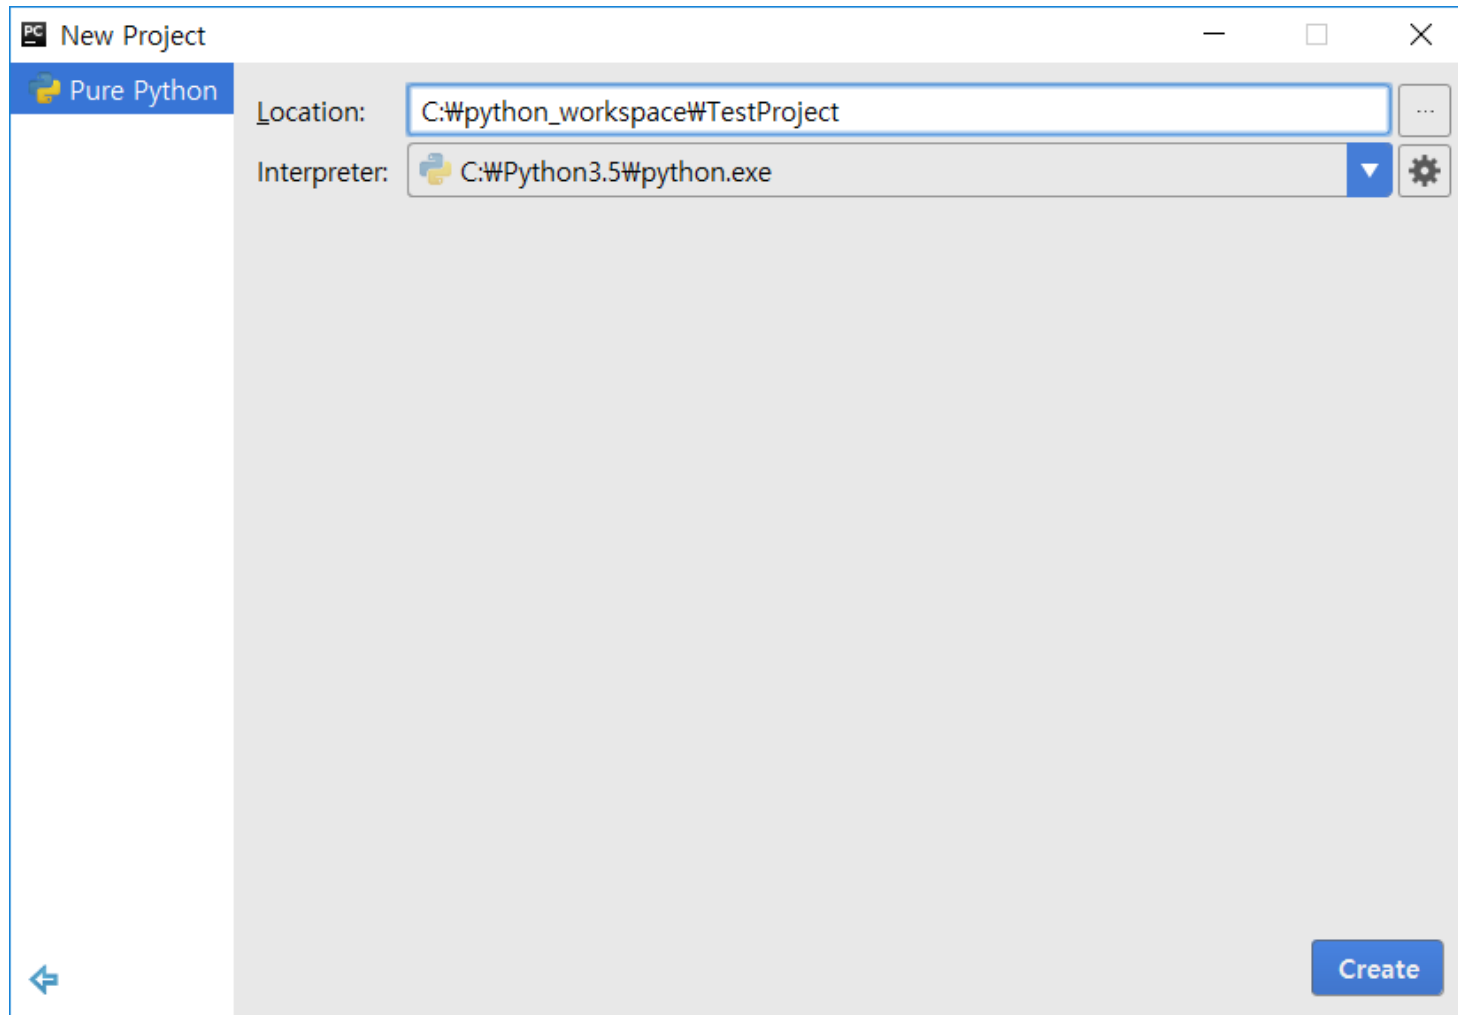 PC New Project
Pure Python
Location: C:₩python_workspace₩TestProject ...
Interpreter: C:₩Python3.5₩python.exe
Create